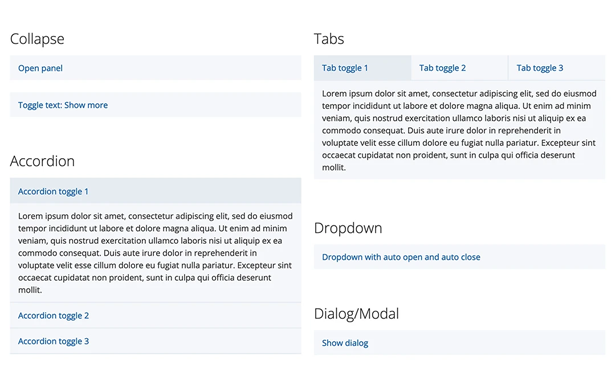 Collapse
Open panel
Toggle text: Show more
Accordion
Accordion toggle 1
Lorem ipsum dolor sit amet, consectetur adipiscing elit, sed do eiusmod
tempor incididunt ut labore et dolore magna aliqua. Ut enim ad minim
veniam, quis nostrud exercitation ullamco laboris nisi ut aliquip ex ea
commodo consequat. Duis aute irure dolor in reprehenderit in
voluptate velit esse cillum dolore eu fugiat nulla pariatur. Excepteur sint
occaecat cupidatat non proident, sunt in culpa qui officia deserunt
mollit.
Accordion toggle 2
Accordion toggle 3
Tabs
Tab toggle 1
Tab toggle 2
Tab toggle 3
Lorem ipsum dolor sit amet, consectetur adipiscing elit, sed do eiusmod
tempor incididunt ut labore et dolore magna aliqua. Ut enim ad minim
veniam, quis nostrud exercitation ullamco laboris nisi ut aliquip ex ea
commodo consequat. Duis aute irure dolor in reprehenderit in
voluptate velit esse cillum dolore eu fugiat nulla pariatur. Excepteur sint
occaecat cupidatat non proident, sunt in culpa qui officia deserunt
mollit.
Dropdown
Dropdown with auto open and auto close
Dialog/Modal
Show dialog